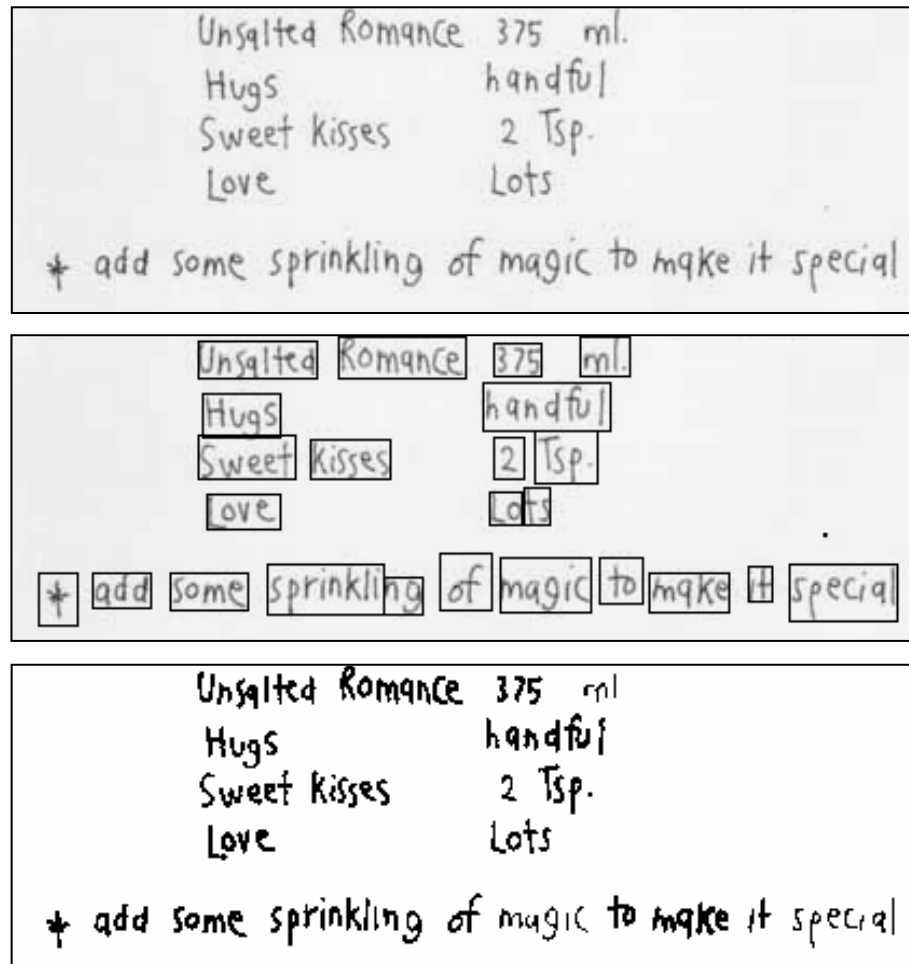 Unsalted Romance 375 ml.
Hugs handful
Sweet kisses 2 Tsp.
Love Lots
* add some sprinkling of magic to make it special
Unsalted Romance 375 ml.
Hugs handful
Sweet kisses 2 Tsp.
Love Lots
* add some sprinkling of magic to make it special
Unsalted Romance 375 ml
Hugs handful
Sweet kisses 2 Tsp.
Love Lots
* add some sprinkling of magic to make it special